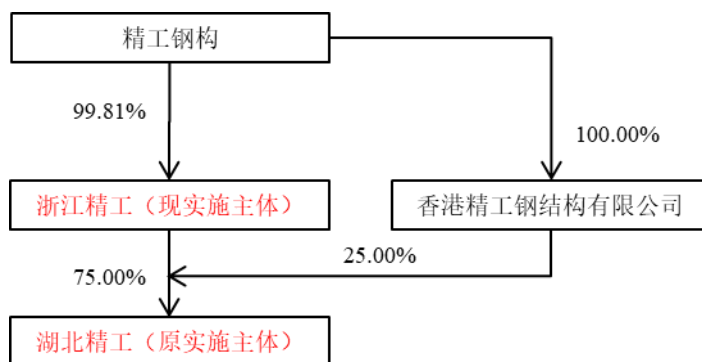 精工钢构
99.81%
100.00%
浙江精工（现实施主体）
香港精工钢结构有限公司
25.00%
75.00%
湖北精工（原实施主体）